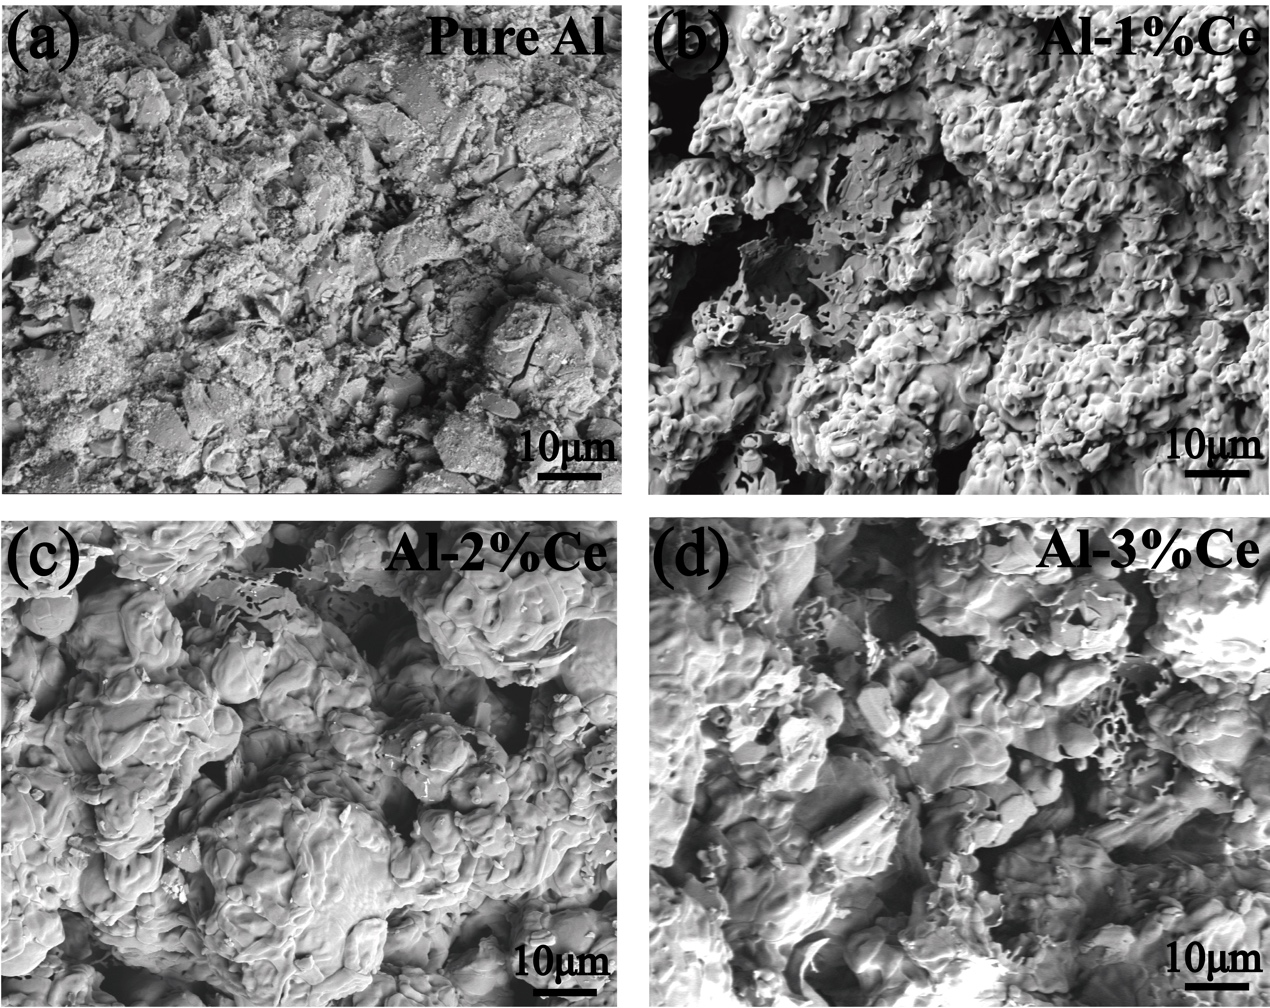 (a) Pure Al
10μm
(b) Al-1%Ce
10μm
(c) Al-2%Ce
10μm
(d) Al-3%Ce
10μm